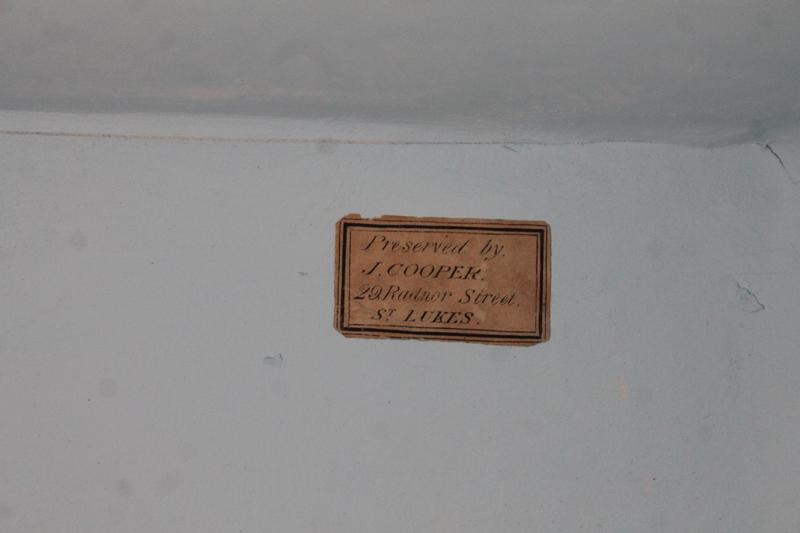 Preserved by.
J. COOPER.
29, Radnor Street.
ST LUKES.